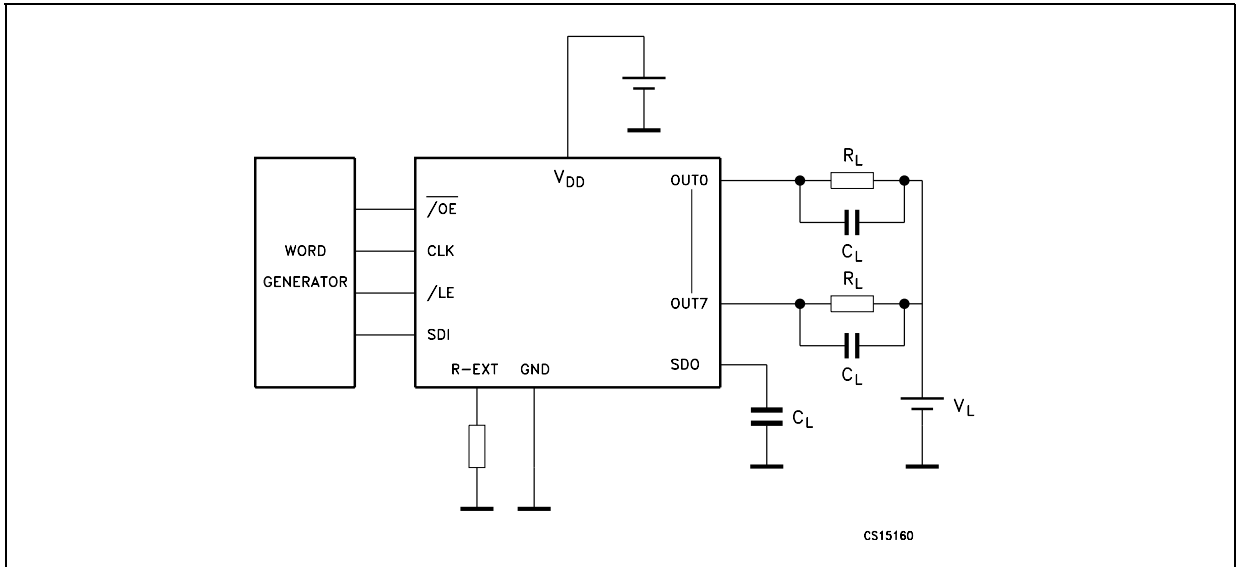 V_DD
WORD
GENERATOR
/OE
CLK
/LE
SDI
R-EXT
GND
OUT0
OUT7
SDO
R_L
C_L
R_L
C_L
C_L
V_L
CS15160